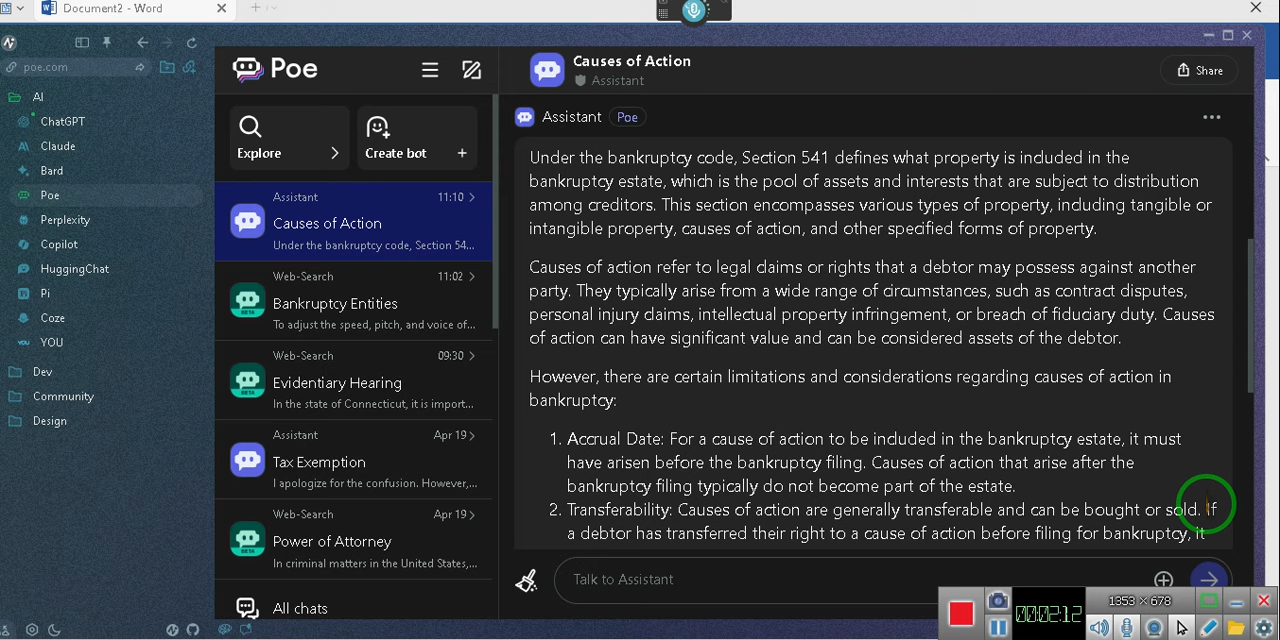 Document2 - Word
poe.com
AI
ChatGPT
Claude
Bard
Poe
Perplexity
Copilot
HuggingChat
Pi
Coze
YOU
YOU
Dev
Community
Design
Poe
Explore
Create bot
Assistant 11:10
Causes of Action
Under the bankruptcy code, Section 54...
Web-Search 11:02
BETA
Bankruptcy Entities
To adjust the speed, pitch, and voice of...
Web-Search 09:30
BETA
Evidentiary Hearing
In the state of Connecticut, it is import...
Assistant Apr 19
Tax Exemption
I apologize for the confusion. However,...
Web-Search Apr 19
BETA
Power of Attorney
In criminal matters in the United States,...
All chats
Causes of Action
Assistant
Share
Assistant Poe
Under the bankruptcy code, Section 541 defines what property is included in the
bankruptcy estate, which is the pool of assets and interests that are subject to distribution
among creditors. This section encompasses various types of property, including tangible or
intangible property, causes of action, and other specified forms of property.
Causes of action refer to legal claims or rights that a debtor may possess against another
party. They typically arise from a wide range of circumstances, such as contract disputes,
personal injury claims, intellectual property infringement, or breach of fiduciary duty. Causes
of action can have significant value and can be considered assets of the debtor.
However, there are certain limitations and considerations regarding causes of action in
bankruptcy:
1. Accrual Date: For a cause of action to be included in the bankruptcy estate, it must
have arisen before the bankruptcy filing. Causes of action that arise after the
bankruptcy filing typically do not become part of the estate.
2. Transferability: Causes of action are generally transferable and can be bought or sold. If
a debtor has transferred their right to a cause of action before filing for bankruptcy, it
Talk to Assistant
1353 × 678
00:02:12